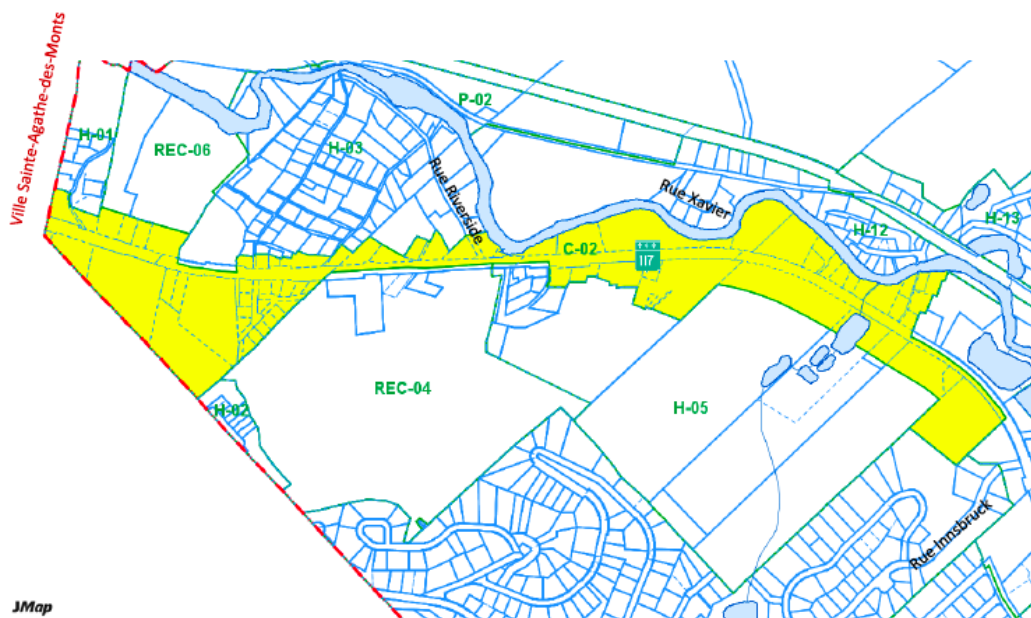 Ville Sainte-Agathe-des-Monts
P-02
H-01
REC-06
H-03
Rue Riverside
Rue Xavier
H-13
H-12
C-02
117
REC-04
H-02
H-05
Rue Innsbruck
JMap